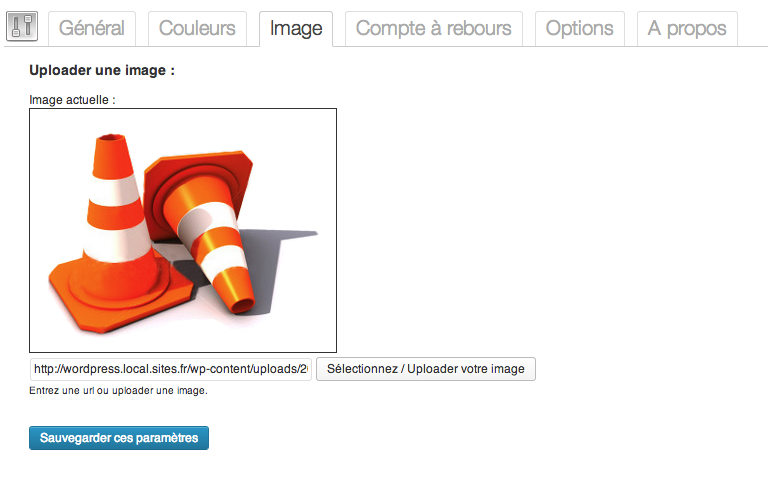 Général Couleurs Image Compte à rebours Options A propos
Uploader une image :
Image actuelle :
http://wordpress.local.sites.fr/wp-content/uploads/2 Sélectionnez / Uploader votre image
Entrez une url ou uploader une image.
Sauvegarder ces paramètres